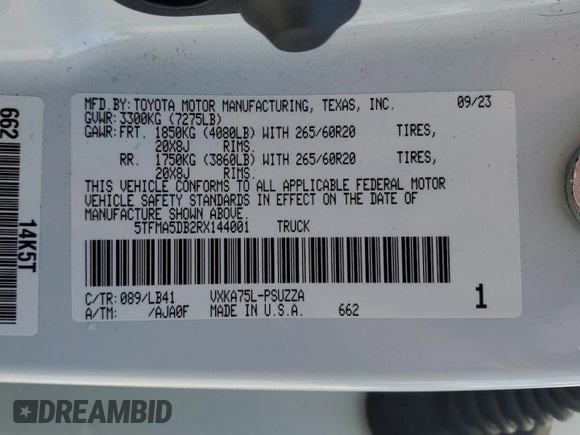 MFD.BY:TOYOTA MOTOR MANUFACTURING, TEXAS, INC. 09/23
GVWR:3300KG (7275LB)
GAWR:FRT. 1850KG (4080LB) WITH 265/60R20 TIRES,
20X8J RIMS.
RR. 1750KG (3860LB) WITH 265/60R20 TIRES,
20X8J RIMS.
THIS VEHICLE CONFORMS TO ALL APPLICABLE FEDERAL MOTOR
VEHICLE SAFETY STANDARDS IN EFFECT ON THE DATE OF
MANUFACTURE SHOWN ABOVE.
5TFMA5DB2RX144001 TRUCK
C/TR:089/LB41 VXKA75L-PSUZZA 1
A/TM: /AJA0F MADE IN U.S.A. 662
662
14K5T
DREAMBID